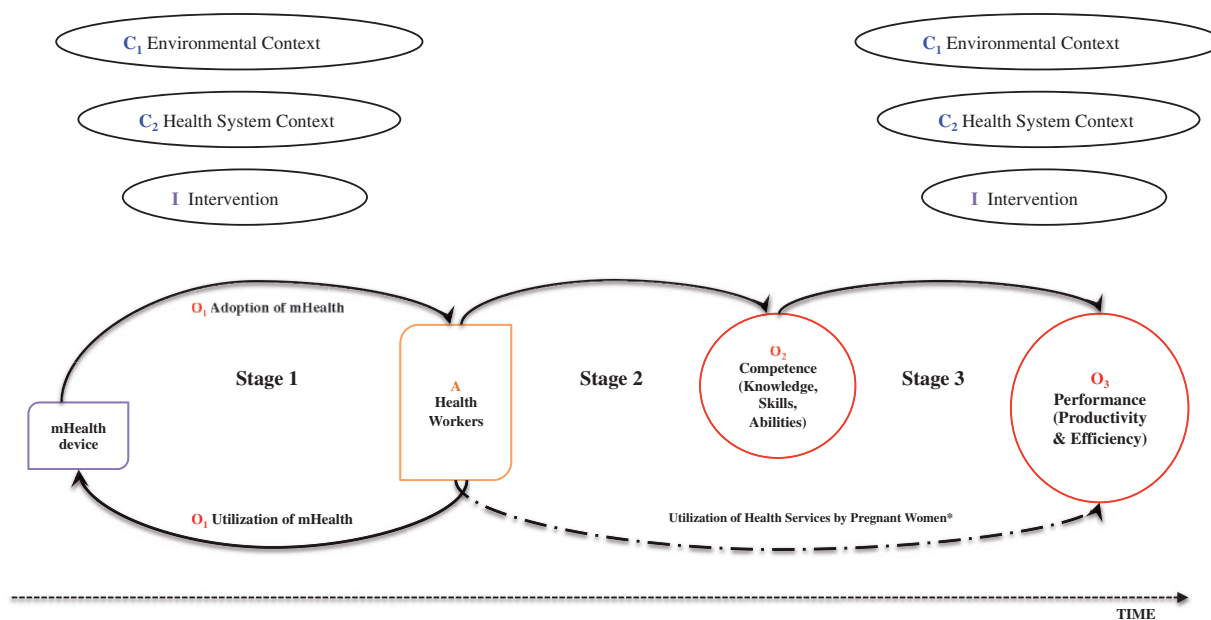 C1 Environmental Context
C1 Environmental Context
C2 Health System Context
C2 Health System Context
I Intervention
I Intervention
O1 Adoption of mHealth
Stage 1
Stage 2
Stage 3
mHealth
device
A
Health
Workers
O2
Competence
(Knowledge,
Skills,
Abilities)
O3
Performance
(Productivity
& Efficiency)
O1 Utilization of mHealth
Utilization of Health Services by Pregnant Women*
TIME